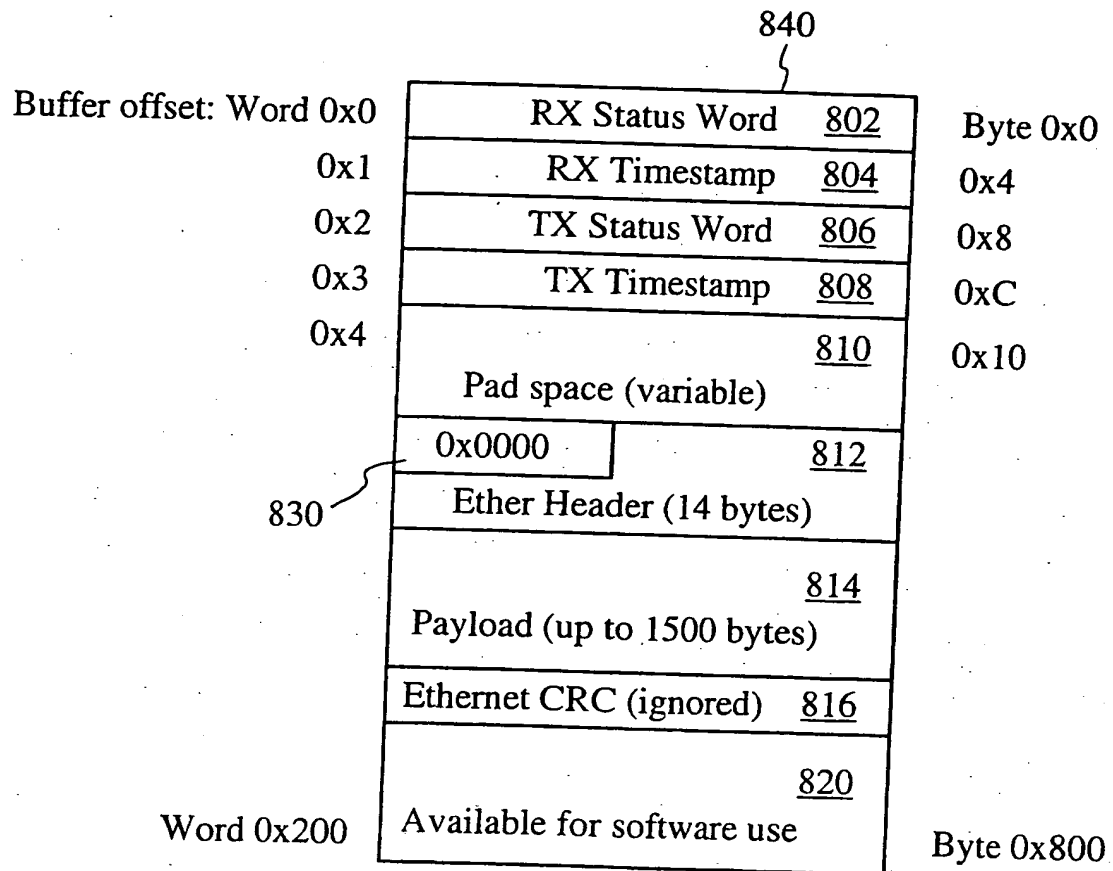 840
Buffer offset: Word 0x0 RX Status Word 802 Byte 0x0
0x1 RX Timestamp 804 0x4
0x2 TX Status Word 806 0x8
0x3 TX Timestamp 808 0xC
0x4 810 0x10
Pad space (variable)
0x0000 812
830 Ether Header (14 bytes)
814
Payload (up to 1500 bytes)
Ethernet CRC (ignored) 816
820
Word 0x200 Available for software use Byte 0x800